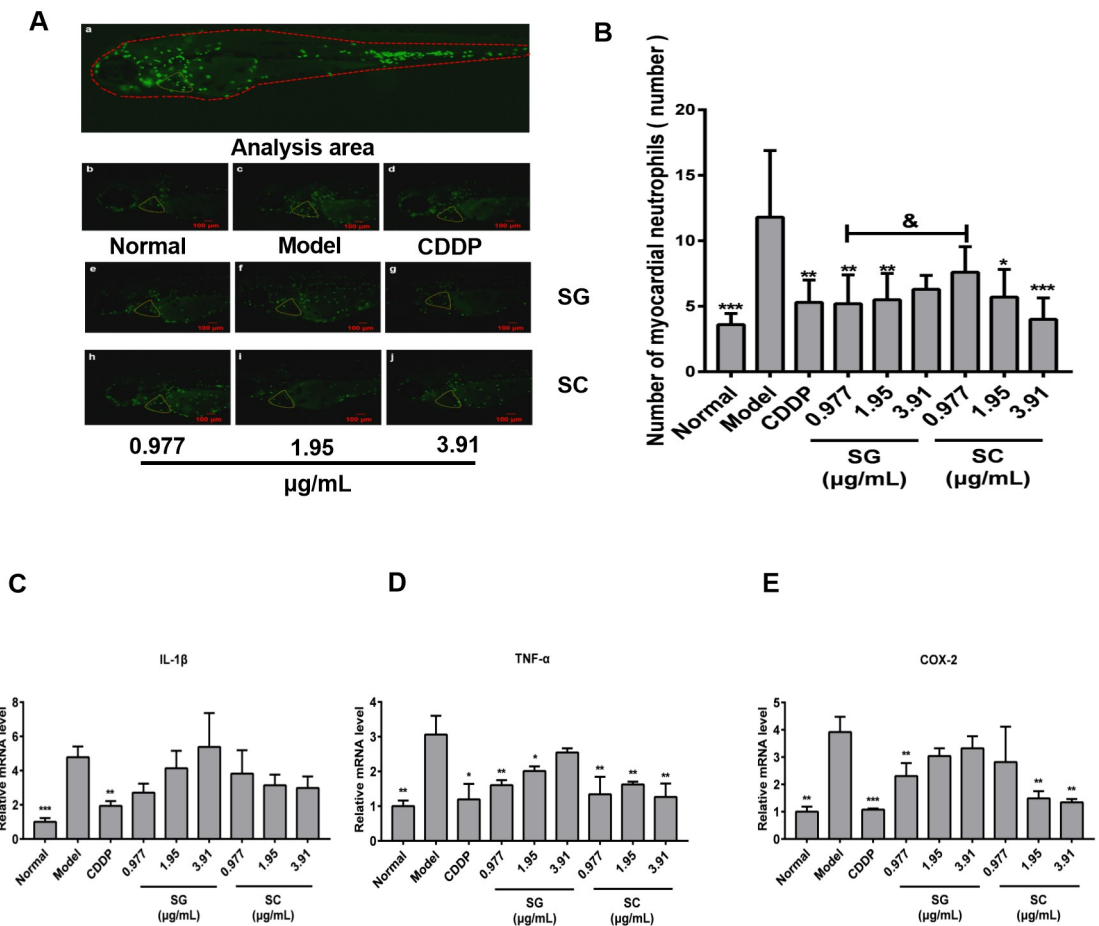 A
a
Analysis area
b
c
d
100 μm
100 μm
100 μm
Normal
Model
CDDP
e
f
g
100 μm
100 μm
100 μm
SG
h
i
j
100 μm
100 μm
100 μm
SC
0.977
1.95
3.91
μg/mL
B
Number of myocardial neutrophils ( number )
20
15
10
5
0
***
**
**
**
&
*
***
Normal
Model
CDDP
0.977
1.95
3.91
0.977
1.95
3.91
SG
(μg/mL)
SC
(μg/mL)
C
IL-1β
Relative mRNA level
8
6
4
2
0
***
**
Normal
Model
CDDP
0.977
1.95
3.91
0.977
1.95
3.91
SG
(μg/mL)
SC
(μg/mL)
D
TNF-α
Relative mRNA level
4
3
2
1
0
**
*
**
*
**
**
**
Normal
Model
CDDP
0.977
1.95
3.91
0.977
1.95
3.91
SG
(μg/mL)
SC
(μg/mL)
E
COX-2
Relative mRNA level
5
4
3
2
1
0
**
***
**
**
**
Normal
Model
CDDP
0.977
1.95
3.91
0.977
1.95
3.91
SG
(μg/mL)
SC
(μg/mL)